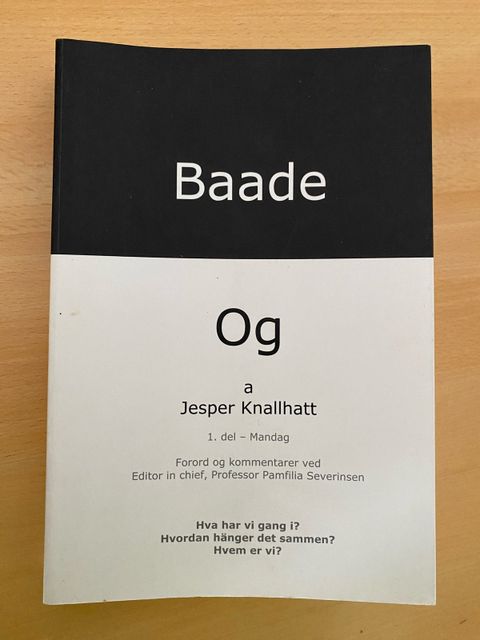 Baade
Og
a
Jesper Knallhatt
1. del – Mandag
Forord og kommentarer ved
Editor in chief, Professor Pamfilia Severinsen
Hva har vi gang i?
Hvordan hänger det sammen?
Hvem er vi?